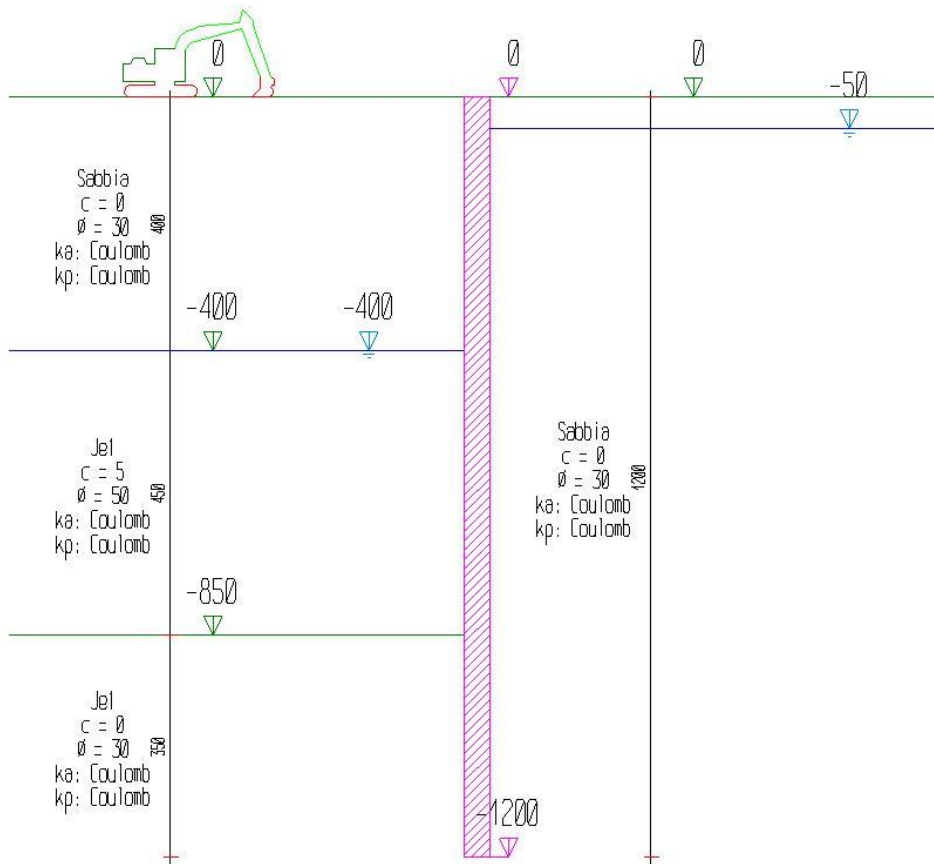 0
0
0
-50
Sabbia
c = 0
ø = 30
ka: Coulomb
kp: Coulomb
400
-400
-400
Jet
c = 5
ø = 50
ka: Coulomb
kp: Coulomb
450
Sabbia
c = 0
ø = 30
ka: Coulomb
kp: Coulomb
1200
-850
Jet
c = 0
ø = 30
ka: Coulomb
kp: Coulomb
350
-1200